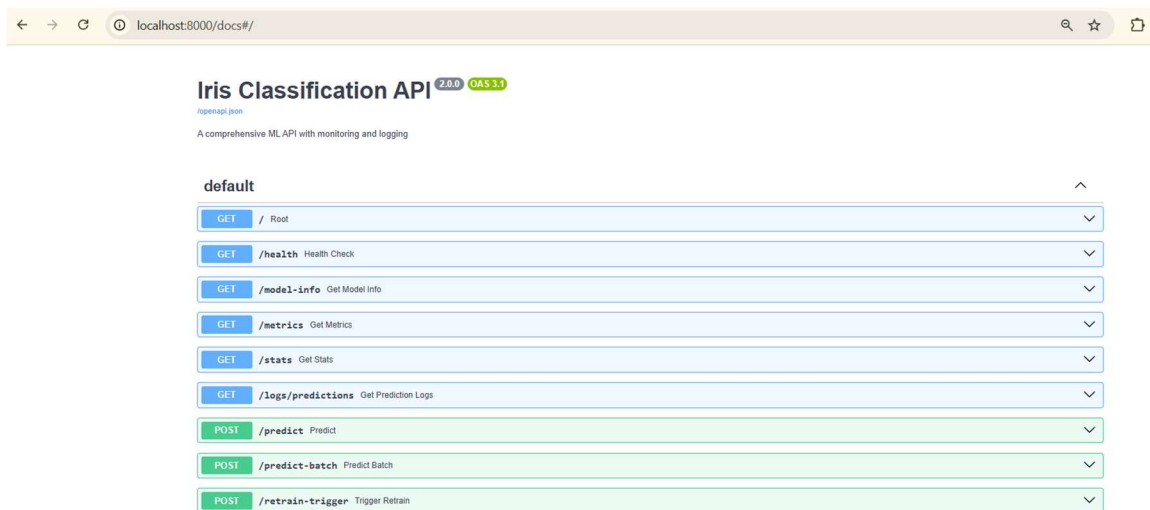 localhost:8000/docs#/
Iris Classification API 2.0.0 OAS 3.1
/openapi.json
A comprehensive ML API with monitoring and logging
default
GET / Root
GET /health Health Check
GET /model-info Get Model Info
GET /metrics Get Metrics
GET /stats Get Stats
GET /logs/predictions Get Prediction Logs
POST /predict Predict
POST /predict-batch Predict Batch
POST /retrain-trigger Trigger Retrain